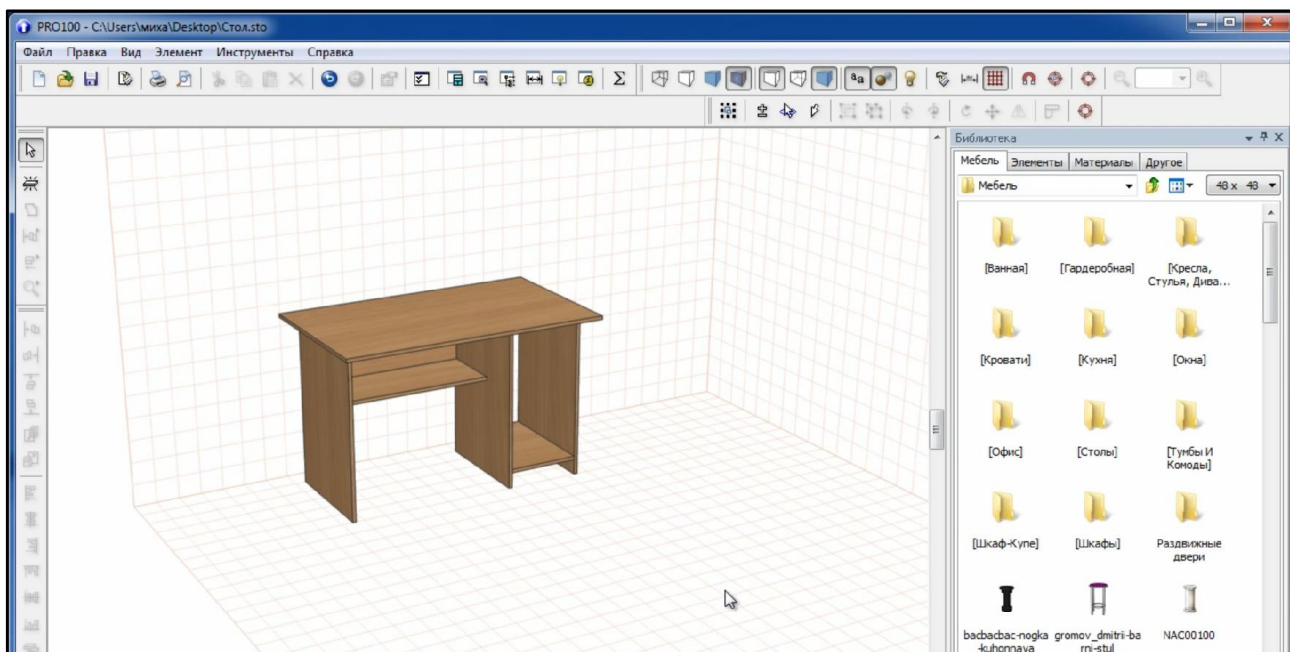 PRO100 - C:\Users\миха\Desktop\Стол.sto
Файл Правка Вид Элемент Инструменты Справка
Библиотека
Мебель Элементы Материалы Другое
Мебель
48 x 48
[Ванная] [Гардеробная] [Кресла,
Стулья, Дива...
[Кровати] [Кухня] [Окна]
[Офис] [Столы] [Тумбы И
Комоды]
[Шкаф-Купе] [Шкафы] Раздвижные
двери
bacbacbac-nogka gromov_dmitrii-ba NAC00100
-kuhonnaya rni-stul